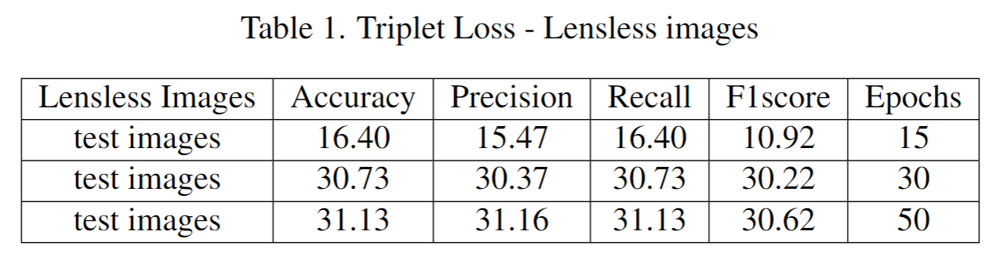 Table 1. Triplet Loss - Lensless images
Lensless Images Accuracy Precision Recall F1score Epochs
test images 16.40 15.47 16.40 10.92 15
test images 30.73 30.37 30.73 30.22 30
test images 31.13 31.16 31.13 30.62 50